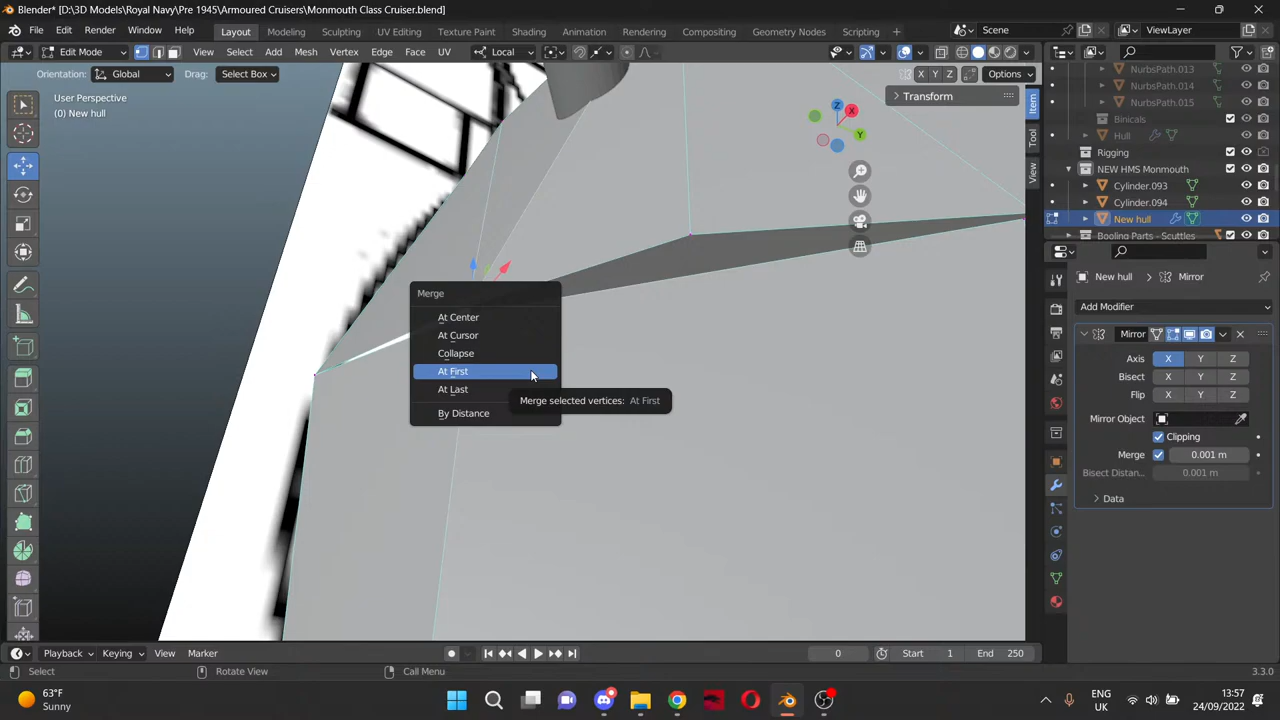 Blender* [D:\3D Models\Royal Navy\Pre 1945\Armoured Cruisers\Monmouth Class Cruiser.blend]
File Edit Render Window Help Layout Modeling Sculpting UV Editing Texture Paint Shading Animation Rendering Compositing Geometry Nodes Scripting Scene ViewLayer
Edit Mode View Select Add Mesh Vertex Edge Face UV Local
Orientation: Global Drag: Select Box X Y Z Options
User Perspective
(0) New hull
Transform
Item
Tool
View
Z
X
Y
NurbsPath.013
NurbsPath.014
NurbsPath.015
Binicals
Hull
Rigging
NEW HMS Monmouth
Cylinder.093
Cylinder.094
New hull
Booling Parts - Scuttles
New hull Mirror
Add Modifier
Mirror
Axis X Y Z
Bisect X Y Z
Flip X Y Z
Mirror Object
Clipping
Merge 0.001 m
Bisect Distan... 0.001 m
Data
Merge
At Center
At Cursor
Collapse
At First
At Last
By Distance
Merge selected vertices: At First
Playback Keying View Marker 0 Start 1 End 250
Select Rotate View Call Menu 3.3.0
63°F
Sunny
ENG
UK
13:57
24/09/2022